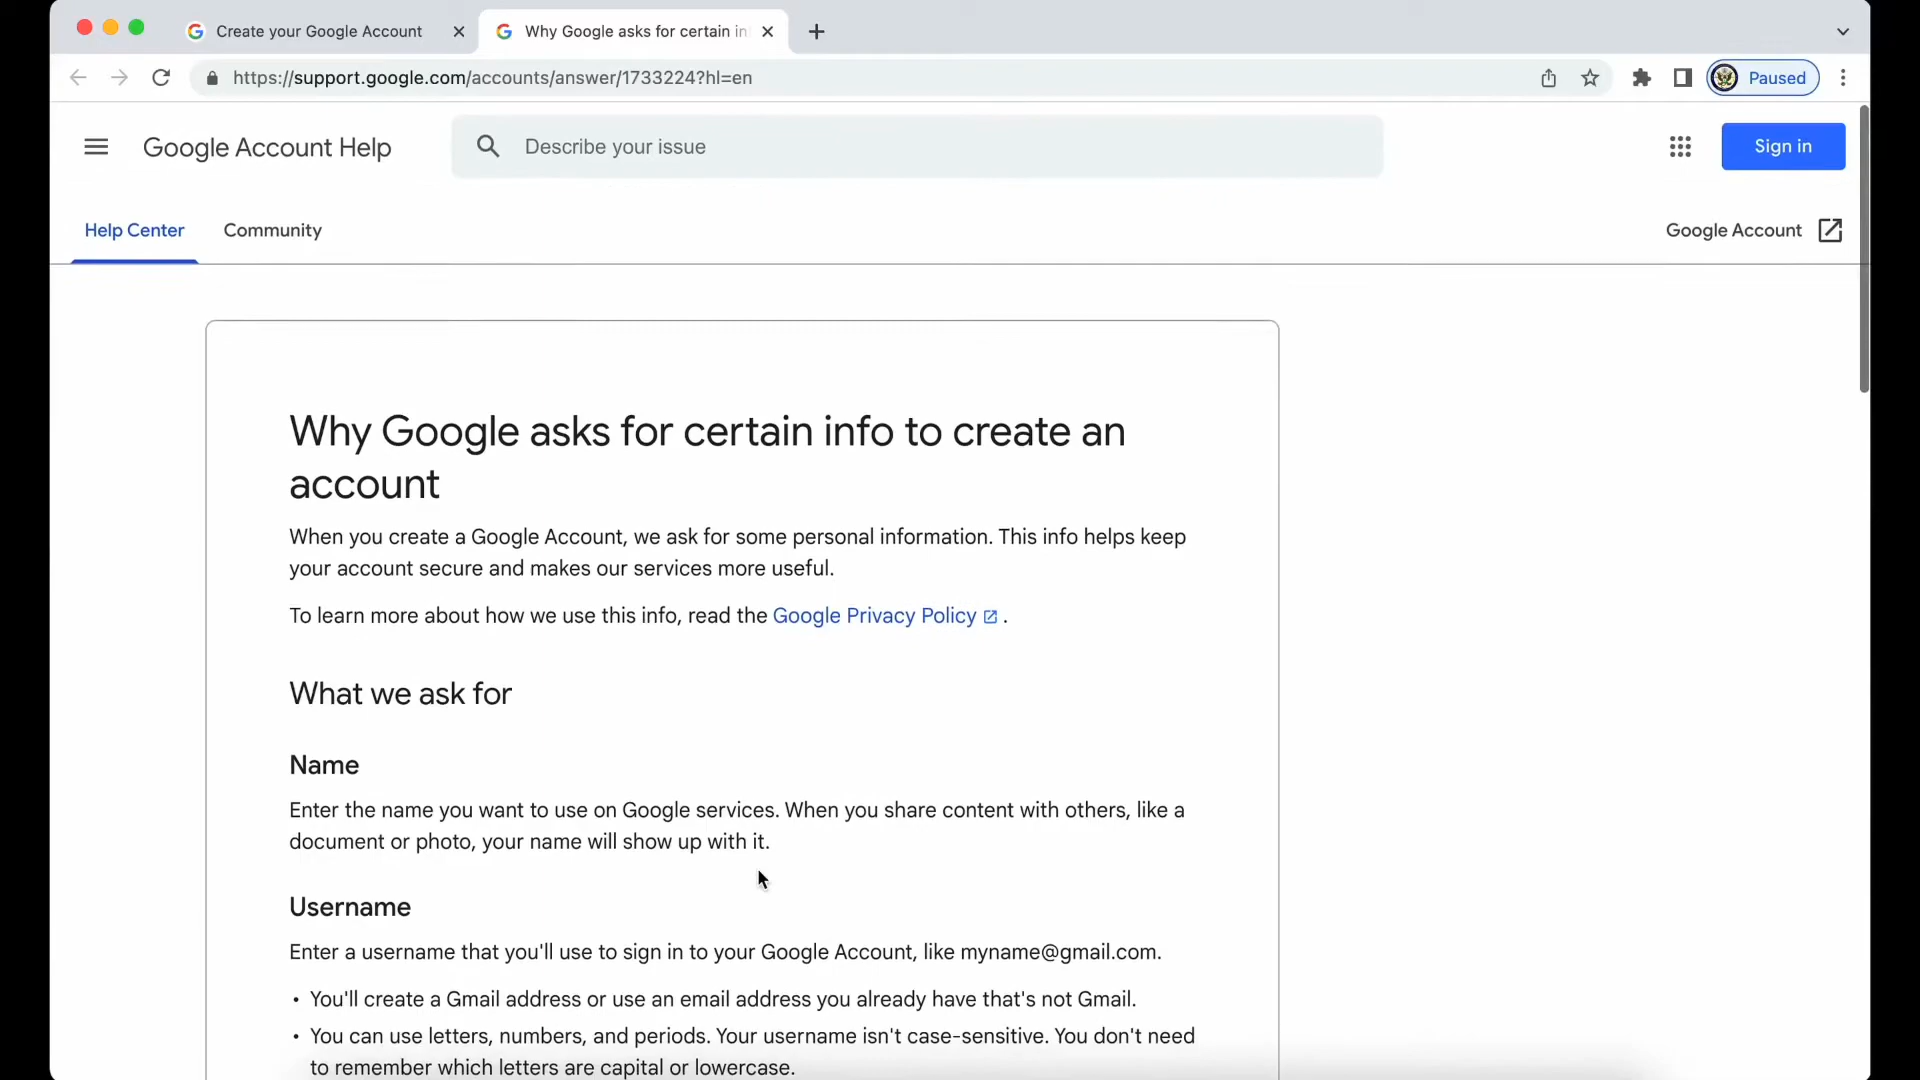 Create your Google Account
Why Google asks for certain in
https://support.google.com/accounts/answer/1733224?hl=en
Paused
Google Account Help
Describe your issue
Sign in
Help Center
Community
Google Account
Why Google asks for certain info to create an
account
When you create a Google Account, we ask for some personal information. This info helps keep
your account secure and makes our services more useful.
To learn more about how we use this info, read the Google Privacy Policy .
What we ask for
Name
Enter the name you want to use on Google services. When you share content with others, like a
document or photo, your name will show up with it.
Username
Enter a username that you'll use to sign in to your Google Account, like myname@gmail.com.
• You'll create a Gmail address or use an email address you already have that's not Gmail.
• You can use letters, numbers, and periods. Your username isn't case-sensitive. You don't need
to remember which letters are capital or lowercase.